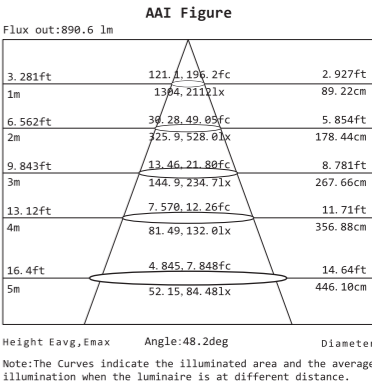 AAI Figure
Flux out:890.6 lm
3.281ft 121.1,196.2fc 2.927ft
1m 1304,2112lx 89.22cm
6.562ft 30.28,49.05fc 5.854ft
2m 325.9,528.0lx 178.44cm
9.843ft 13.46,21.80fc 8.781ft
3m 144.9,234.7lx 267.66cm
13.12ft 7.570,12.26fc 11.71ft
4m 81.49,132.0lx 356.88cm
16.4ft 4.845,7.848fc 14.64ft
5m 52.15,84.48lx 446.10cm
Height Eavg,Emax Angle:48.2deg Diameter
Note:The Curves indicate the illuminated area and the average
illumination when the luminaire is at different distance.